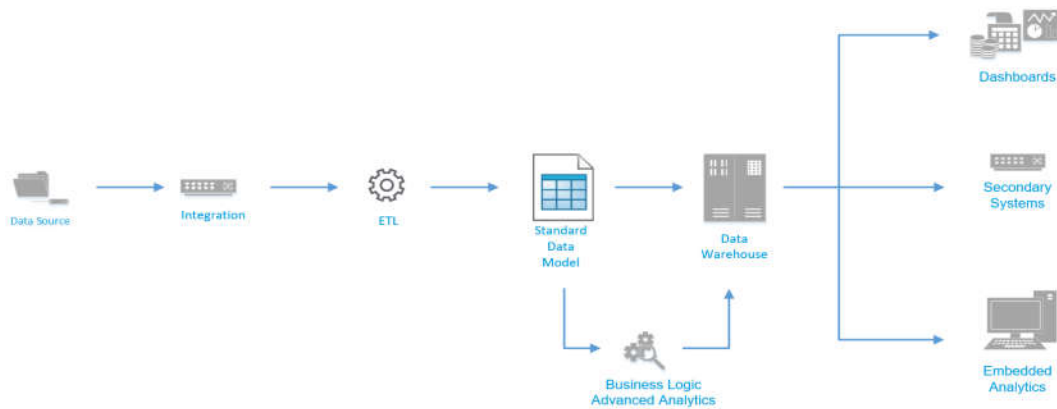 Dashboards
Data Source
Integration
ETL
Standard
Data
Model
Data
Warehouse
Secondary
Systems
Business Logic
Advanced Analytics
Embedded
Analytics